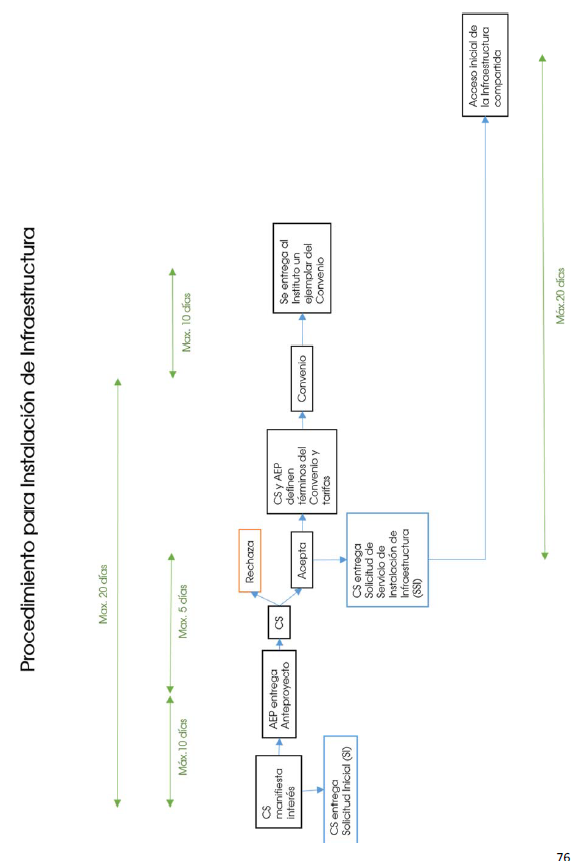 Procedimiento para Instalación de Infraestructura
Max. 20 días
Máx.10 días
Max. 5 días
Max. 10 días
CS
manifiesta
interés
CS entrega
Solicitud Inicial (SI)
AEP entrega
Anteproyecto
CS
Rechaza
Acepta
CS entrega
Solicitud de
Servicio de
Instalación de
Infraestructura
(SSI)
CS y AEP
definen
términos del
Convenio y
tarifas
Convenio
Se entrega al
Instituto un
ejemplar del
Convenio
Acceso inicial de
la Infraestructura
compartida
Máx.20 días
76